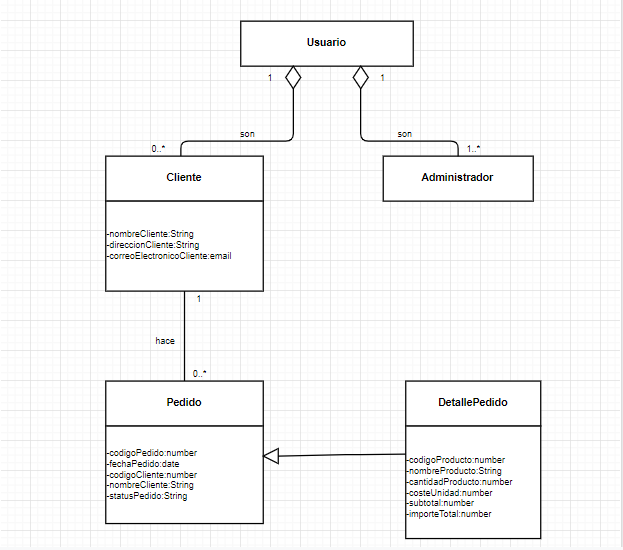 Usuario
1
1
son
son
0..*
1..*
Cliente
Administrador
-nombreCliente:String
-direccionCliente:String
-correoElectronicoCliente:email
1
hace
0..*
Pedido
DetallePedido
-codigoPedido:number
-fechaPedido:date
-codigoCliente:number
-nombreCliente:String
-statusPedido:String
-codigoProducto:number
-nombreProducto:String
-cantidadProducto:number
-costeUnidad:number
-subtotal:number
-importeTotal:number